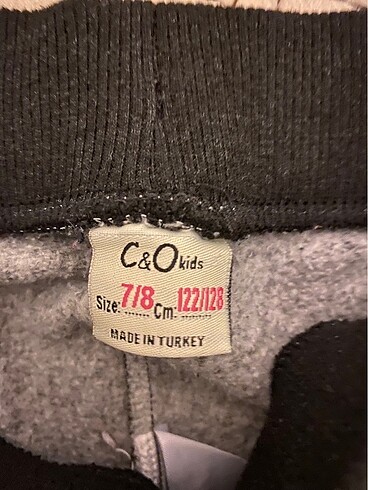 C&O kids
Size: 7/8 Cm: 122/128
MADE IN TURKEY